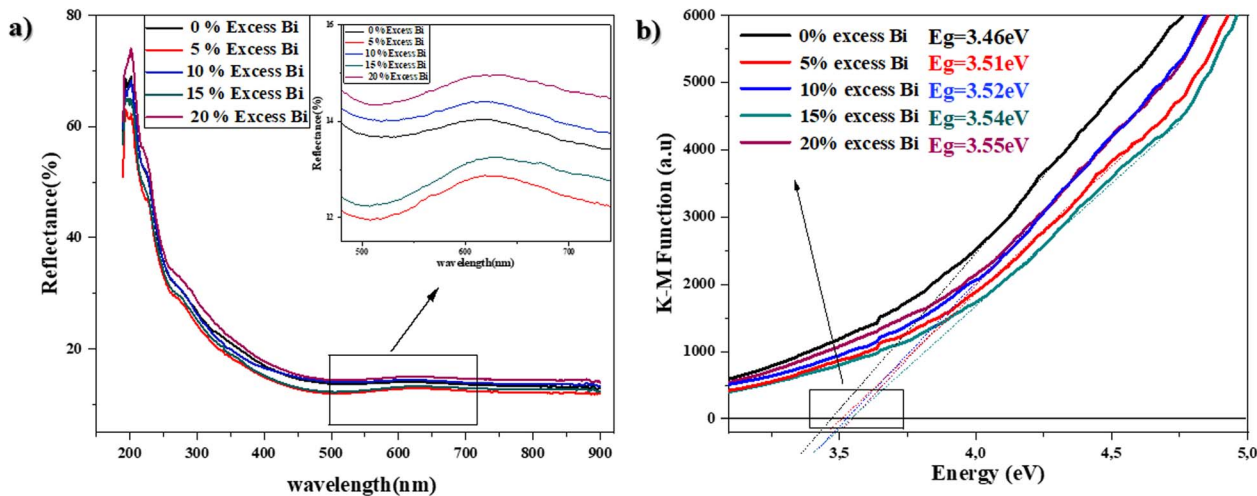 a)
80
60
40
20
Reflectance(%)
0 % Excess Bi
5 % Excess Bi
10 % Excess Bi
15 % Excess Bi
20 % Excess Bi
16
14
12
Reflectance(%)
0 % Excess Bi
5 % Excess Bi
10 % Excess Bi
15 % Excess Bi
20 % Excess Bi
500 600 700
wavelength(nm)
200 300 400 500 600 700 800 900
wavelength(nm)
b)
6000
5000
4000
3000
2000
1000
0
K-M Function (a.u)
0% excess Bi Eg=3.46eV
5% excess Bi Eg=3.51eV
10% excess Bi Eg=3.52eV
15% excess Bi Eg=3.54eV
20% excess Bi Eg=3.55eV
3,5 4,0 4,5 5,0
Energy (eV)